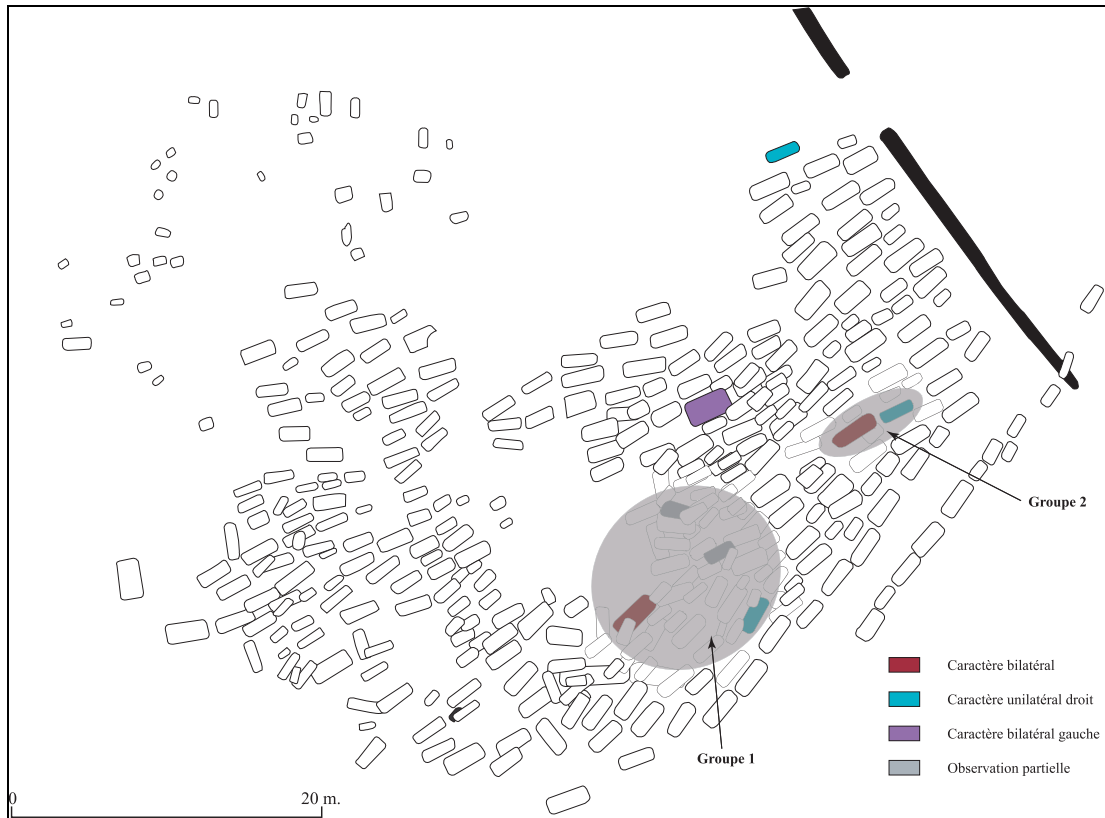 Groupe 2
Caractère bilatéral
Caractère unilatéral droit
Caractère bilatéral gauche
Observation partielle
Groupe 1
0
20 m.